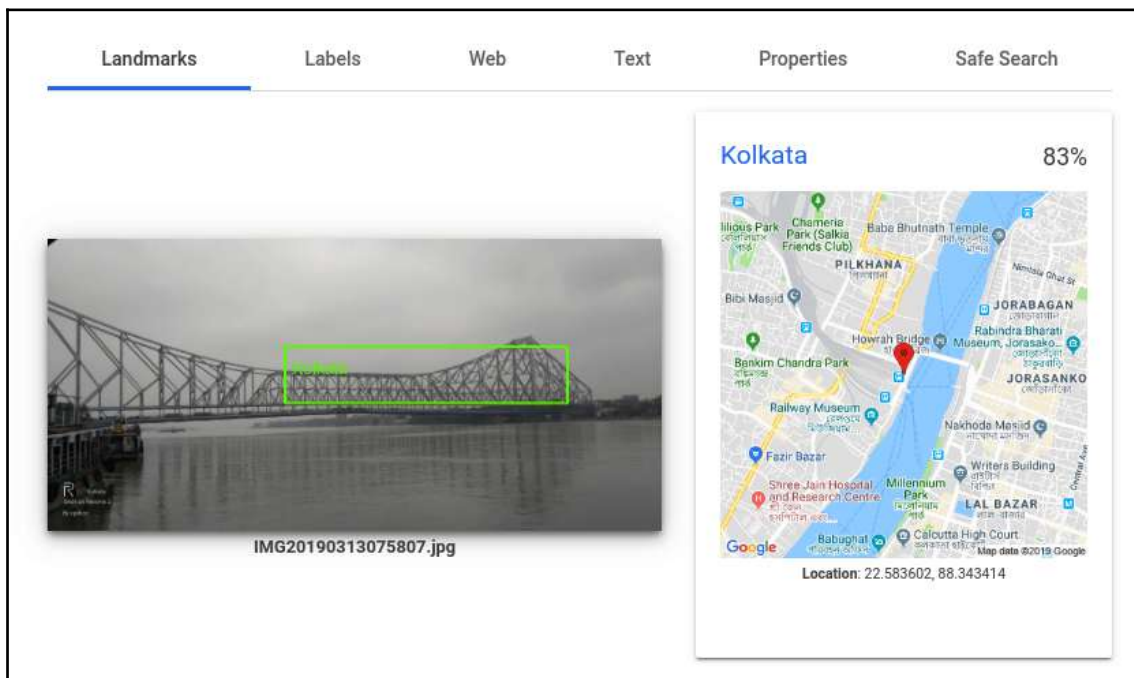 Landmarks
Labels
Web
Text
Properties
Safe Search
Kolkata
IMG20190313075807.jpg
Kolkata
83%
Chameria
Park (Salkia
Friends Club)
Baba Bhutnath Temple
PILKHANA
Nimtala Ghat St
Bibi Masjid
JORABAGAN
Howrah Bridge
Rabindra Bharati
Museum, Jorasako...
Bankim Chandra Park
JORASANKO
Railway Museum
Nakhoda Masjid
Fazir Bazar
Writers Building
Central Ave
Shree Jain Hospital
and Research Centre
Millennium
Park
LAL BAZAR
Babughat
Calcutta High Court
Google
Map data ©2019 Google
Location: 22.583602, 88.343414